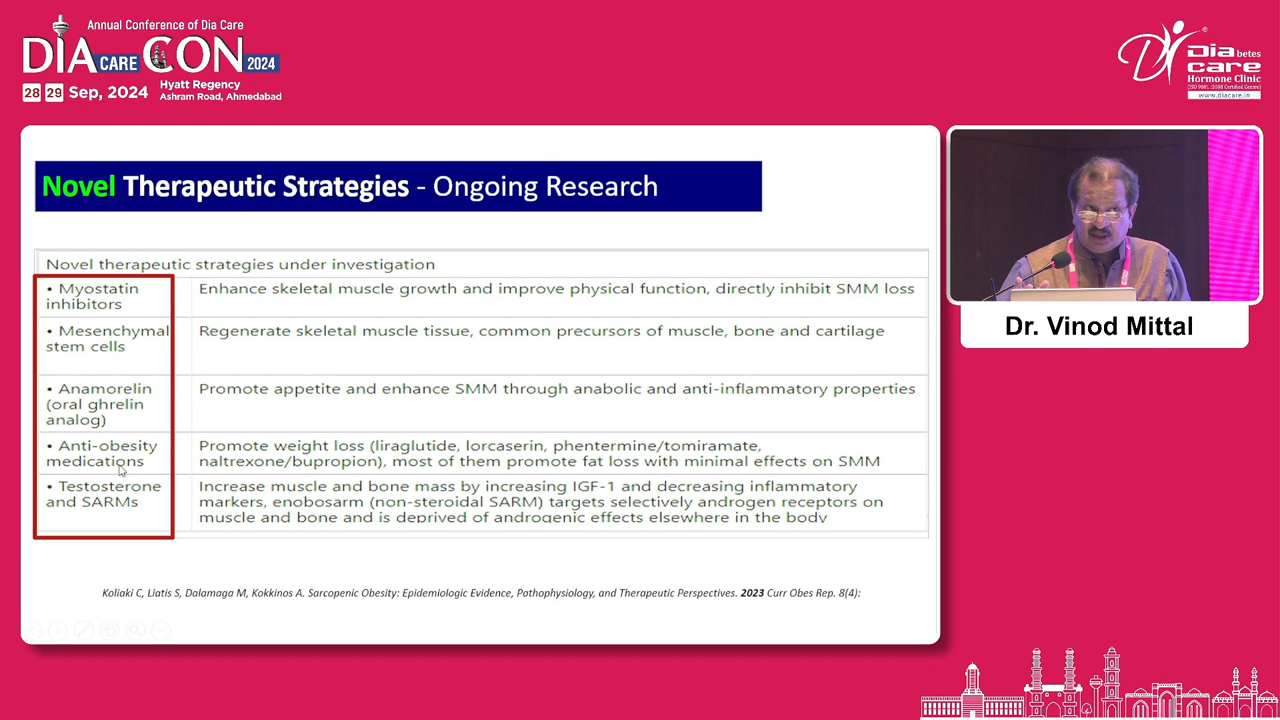 Annual Conference of Dia Care
DIA CARE CON 2024
28 29 Sep, 2024
Hyatt Regency
Ashram Road, Ahmedabad
Diabetes
care
Hormone Clinic
(ISO 9001 : 2008 Certified Centre)
www.diacare.in
Novel Therapeutic Strategies - Ongoing Research
Novel therapeutic strategies under investigation
• Myostatin
inhibitors
Enhance skeletal muscle growth and improve physical function, directly inhibit SMM loss
• Mesenchymal
stem cells
Regenerate skeletal muscle tissue, common precursors of muscle, bone and cartilage
• Anamorelin
(oral ghrelin
analog)
Promote appetite and enhance SMM through anabolic and anti-inflammatory properties
• Anti-obesity
medications
Promote weight loss (liraglutide, lorcaserin, phentermine/tomiramate,
naltrexone/bupropion), most of them promote fat loss with minimal effects on SMM
• Testosterone
and SARMs
Increase muscle and bone mass by increasing IGF-1 and decreasing inflammatory
markers, enobosarm (non-steroidal SARM) targets selectively androgen receptors on
muscle and bone and is deprived of androgenic effects elsewhere in the body
Koliaki C, Liatis S, Dalamaga M, Kokkinos A. Sarcopenic Obesity: Epidemiologic Evidence, Pathophysiology, and Therapeutic Perspectives. 2023 Curr Obes Rep. 8(4):
Dr. Vinod Mittal